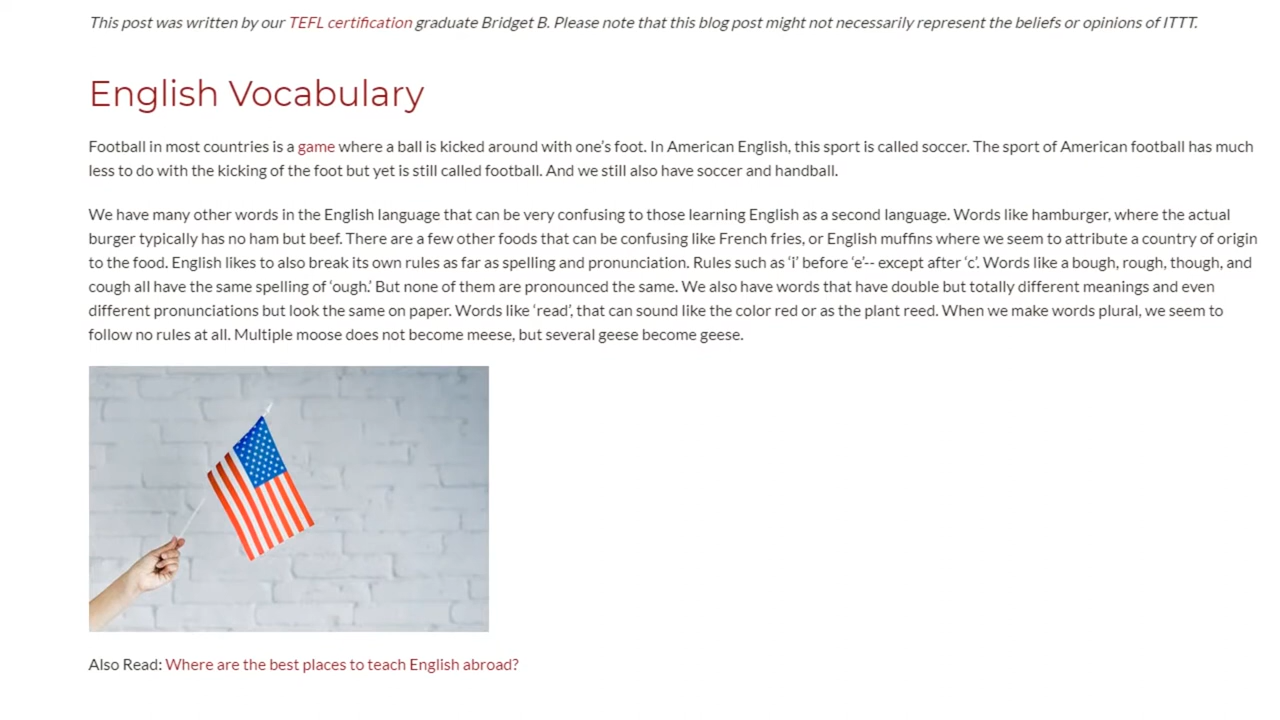 This post was written by our TEFL certification graduate Bridget B. Please note that this blog post might not necessarily represent the beliefs or opinions of ITTT.
English Vocabulary
Football in most countries is a game where a ball is kicked around with one's foot. In American English, this sport is called soccer. The sport of American football has much
less to do with the kicking of the foot but yet is still called football. And we still also have soccer and handball.
We have many other words in the English language that can be very confusing to those learning English as a second language. Words like hamburger, where the actual
burger typically has no ham but beef. There are a few other foods that can be confusing like French fries, or English muffins where we seem to attribute a country of origin
to the food. English likes to also break its own rules as far as spelling and pronunciation. Rules such as ‘i’ before ‘e’-- except after ‘c’. Words like a bough, rough, though, and
cough all have the same spelling of ‘ough.’ But none of them are pronounced the same. We also have words that have double but totally different meanings and even
different pronunciations but look the same on paper. Words like ‘read’, that can sound like the color red or as the plant reed. When we make words plural, we seem to
follow no rules at all. Multiple moose does not become meese, but several geese become geese.
Also Read: Where are the best places to teach English abroad?